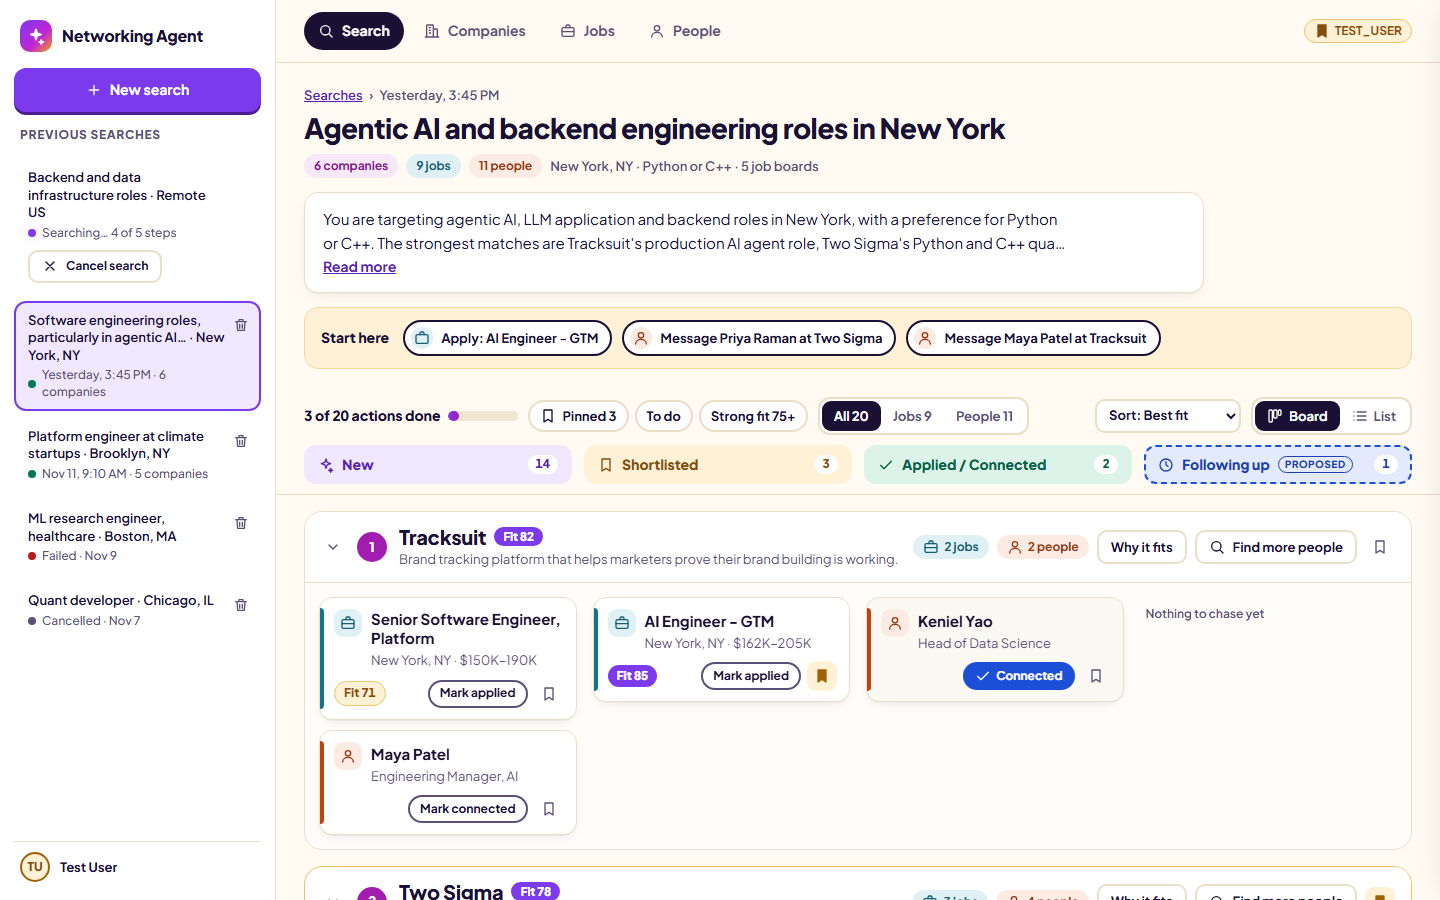 Networking Agent
New search
PREVIOUS SEARCHES
Backend and data
infrastructure roles · Remote
US
Searching... 4 of 5 steps
Cancel search
Software engineering roles,
particularly in agentic AI... · New
York, NY
Yesterday, 3:45 PM · 6
companies
Platform engineer at climate
startups · Brooklyn, NY
Nov 11, 9:10 AM · 5 companies
ML research engineer,
healthcare · Boston, MA
Failed · Nov 9
Quant developer · Chicago, IL
Cancelled · Nov 7
TU Test User
Search Companies Jobs People
TEST_USER
Searches › Yesterday, 3:45 PM
Agentic AI and backend engineering roles in New York
6 companies 9 jobs 11 people New York, NY · Python or C++ · 5 job boards
You are targeting agentic AI, LLM application and backend roles in New York, with a preference for Python
or C++. The strongest matches are Tracksuit's production AI agent role, Two Sigma's Python and C++ qua...
Read more
Start here Apply: AI Engineer - GTM Message Priya Raman at Two Sigma Message Maya Patel at Tracksuit
3 of 20 actions done Pinned 3 To do Strong fit 75+ All 20 Jobs 9 People 11 Sort: Best fit Board List
New 14 Shortlisted 3 Applied / Connected 2 Following up PROPOSED 1
1 Tracksuit Fit 82
Brand tracking platform that helps marketers prove their brand building is working.
2 jobs 2 people Why it fits Find more people
Senior Software Engineer,
Platform
New York, NY · $150K–190K
Fit 71 Mark applied
AI Engineer - GTM
New York, NY · $162K–205K
Fit 85 Mark applied
Keniel Yao
Head of Data Science
Connected
Nothing to chase yet
Maya Patel
Engineering Manager, AI
Mark connected
Two Sigma Fit 78
Why it fits Find more people